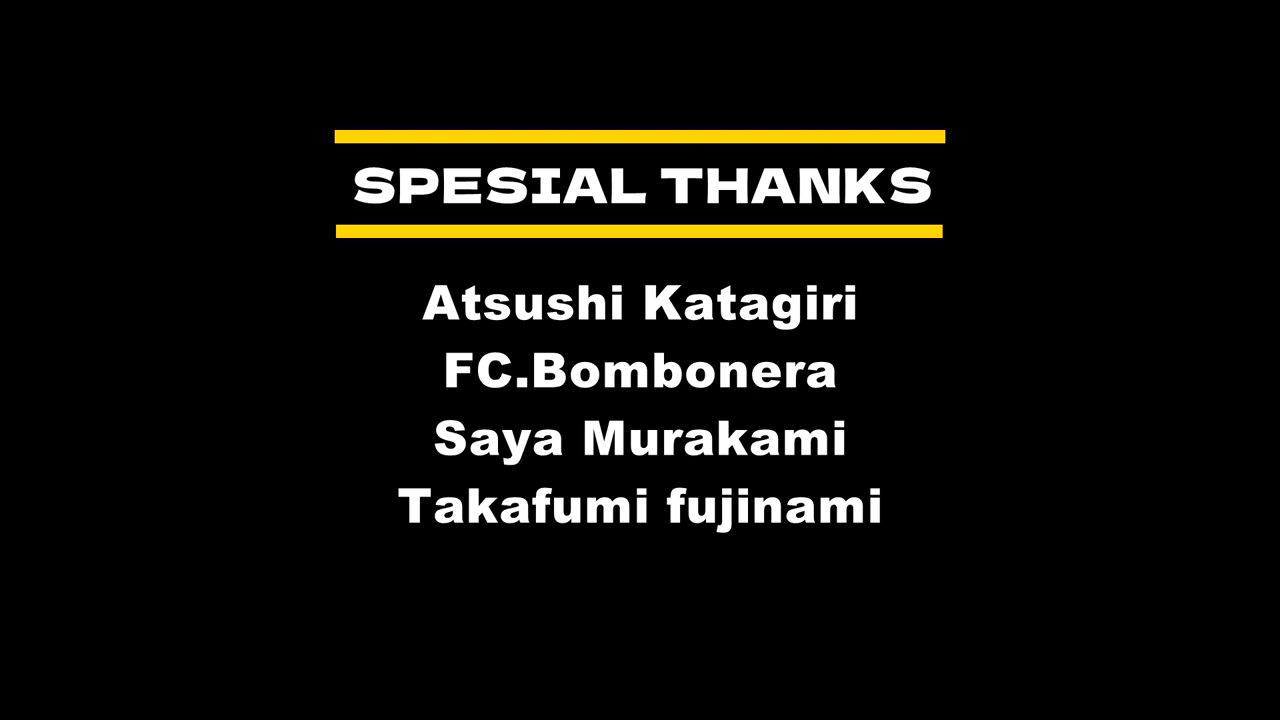 SPESIAL THANKS
Atsushi Katagiri
FC.Bombonera
Saya Murakami
Takafumi fujinami